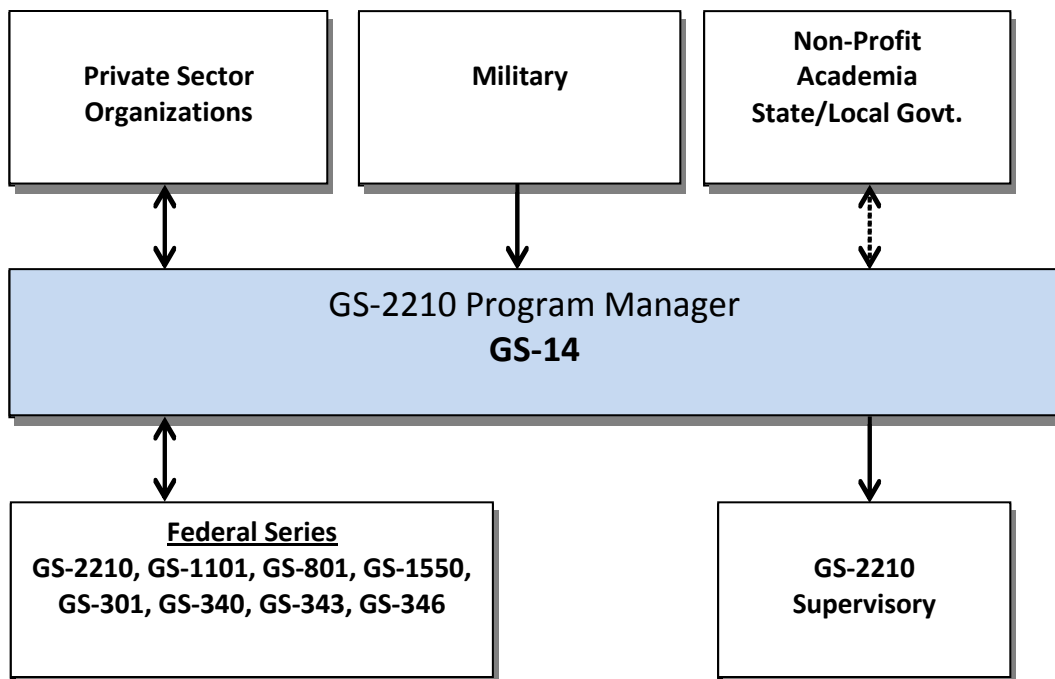 Private Sector
Organizations
Military
Non-Profit
Academia
State/Local Govt.
GS-2210 Program Manager
GS-14
Federal Series
GS-2210, GS-1101, GS-801, GS-1550,
GS-301, GS-340, GS-343, GS-346
GS-2210
Supervisory